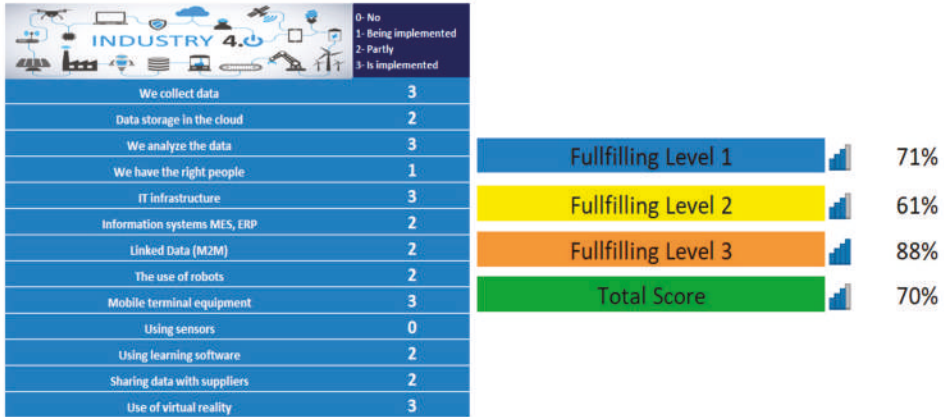 INDUSTRY 4.0
0- No
1- Being implemented
2- Partly
3- Is implemented
We collect data 3
Data storage in the cloud 2
We analyze the data 3
We have the right people 1
IT infrastructure 3
Information systems MES, ERP 2
Linked Data (M2M) 2
The use of robots 2
Mobile terminal equipment 3
Using sensors 0
Using learning software 2
Sharing data with suppliers 2
Use of virtual reality 3
Fullfilling Level 1 71%
Fullfilling Level 2 61%
Fullfilling Level 3 88%
Total Score 70%